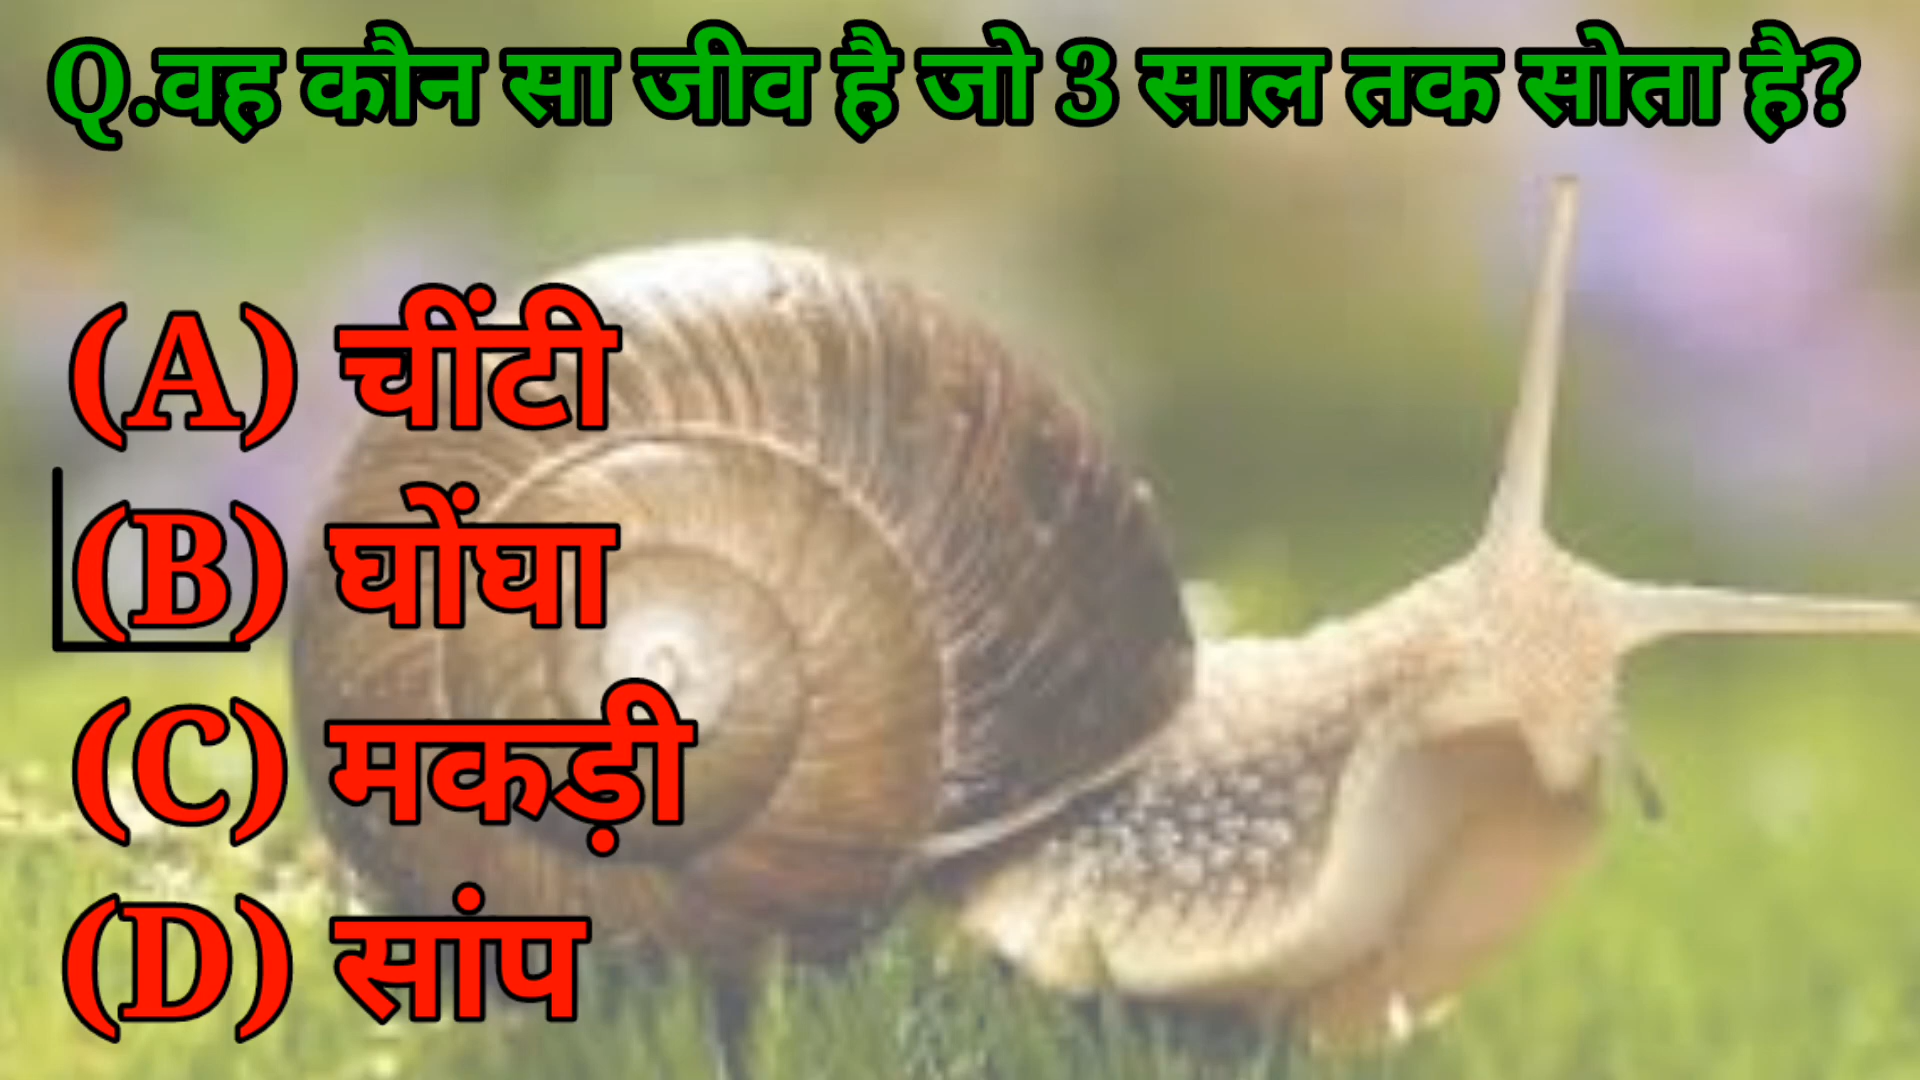 Q.वह कौन सा जीव है जो 3 साल तक सोता है?
(A) चींटी
(B) घोंघा
(C) मकड़ी
(D) सांप